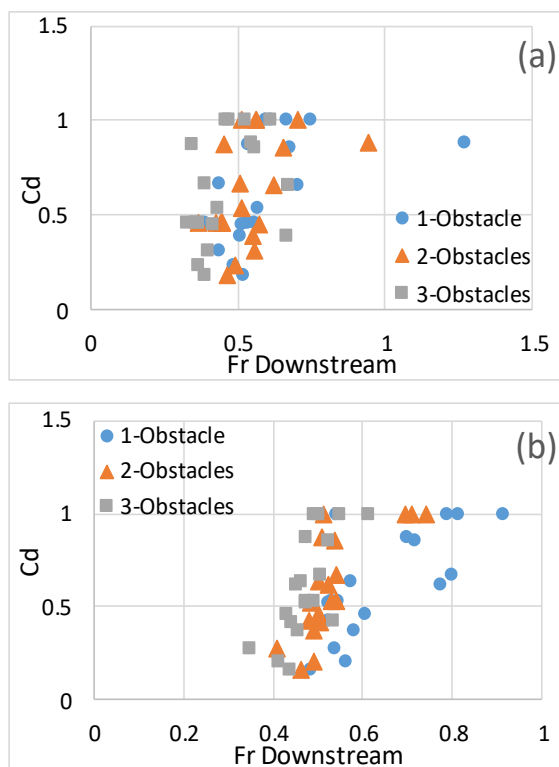 1.5
(a)
1
Cd
0.5
1-Obstacle
2-Obstacles
3-Obstacles
0
0 0.5 1 1.5
Fr Downstream
1.5
1-Obstacle
(b)
2-Obstacles
3-Obstacles
1
Cd
0.5
0
0 0.2 0.4 0.6 0.8 1
Fr Downstream